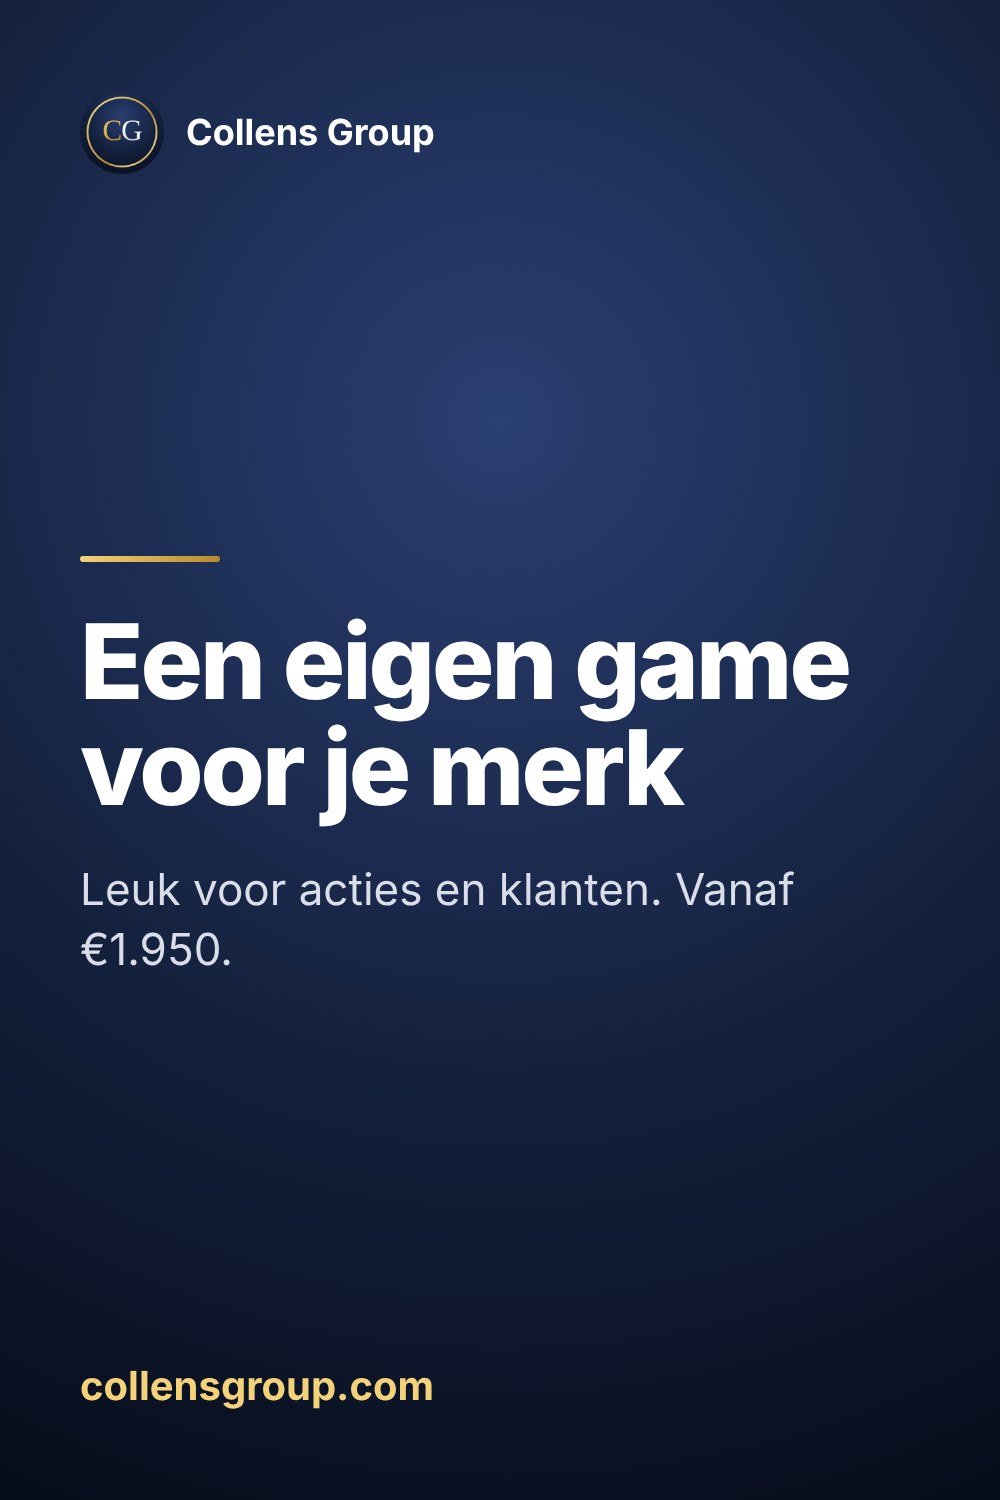 CG
Collens Group
Een eigen game
voor je merk
Leuk voor acties en klanten. Vanaf
€1.950.
collensgroup.com